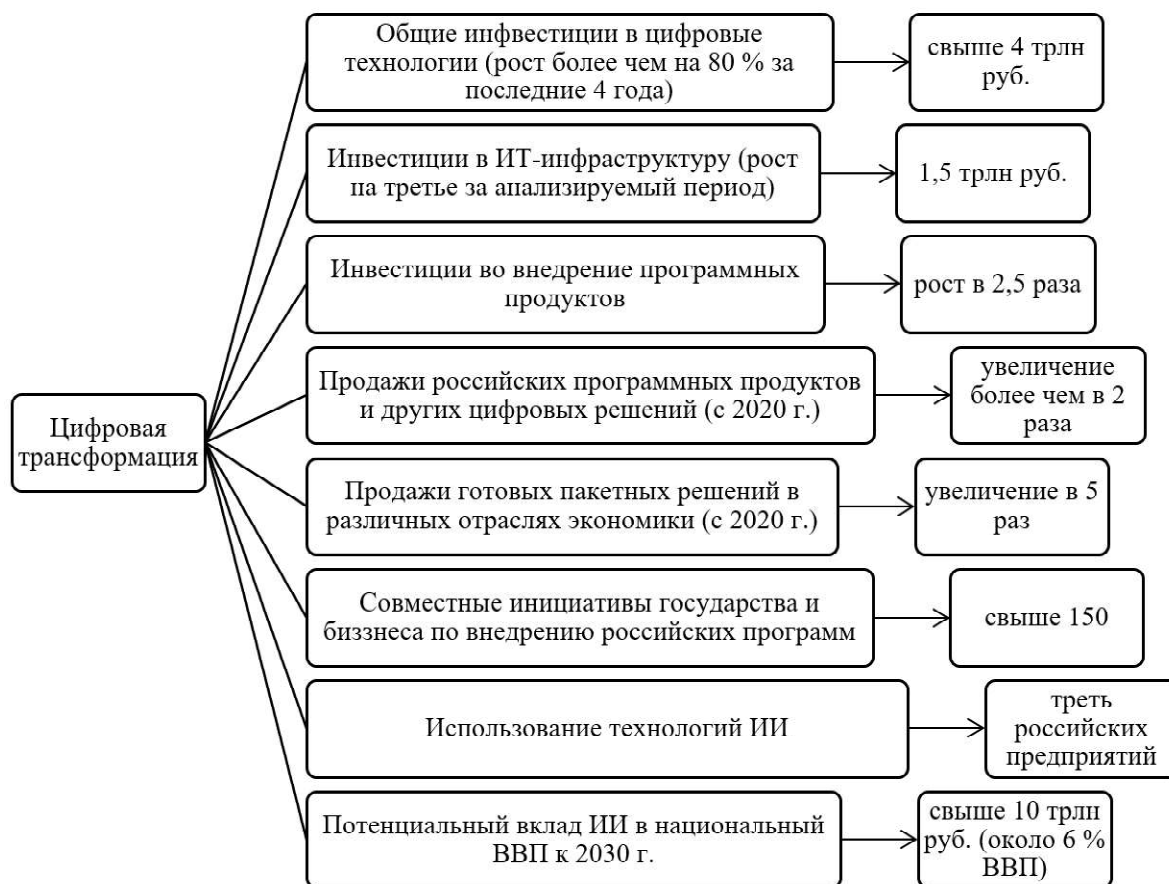 Общие инфвестиции в цифровые
технологии (рост более чем на 80 % за
последние 4 года)
свыше 4 трлн
руб.
Инвестиции в ИТ-инфраструктуру (рост
на третье за анализируемый период)
1,5 трлн руб.
Инвестиции во внедрение программных
продуктов
рост в 2,5 раза
Продажи российских программных продуктов
и других цифровых решений (с 2020 г.)
увеличение
более чем в 2
раза
Цифровая
трансформация
Продажи готовых пакетных решений в
различных отраслях экономики (с 2020 г.)
увеличение в 5
раз
Совместные инициативы государства и
биззнеса по внедрению российских программ
свыше 150
Использование технологий ИИ
треть
российских
предприятий
Потенциальный вклад ИИ в национальный
ВВП к 2030 г.
свыше 10 трлн
руб. (около 6 %
ВВП)